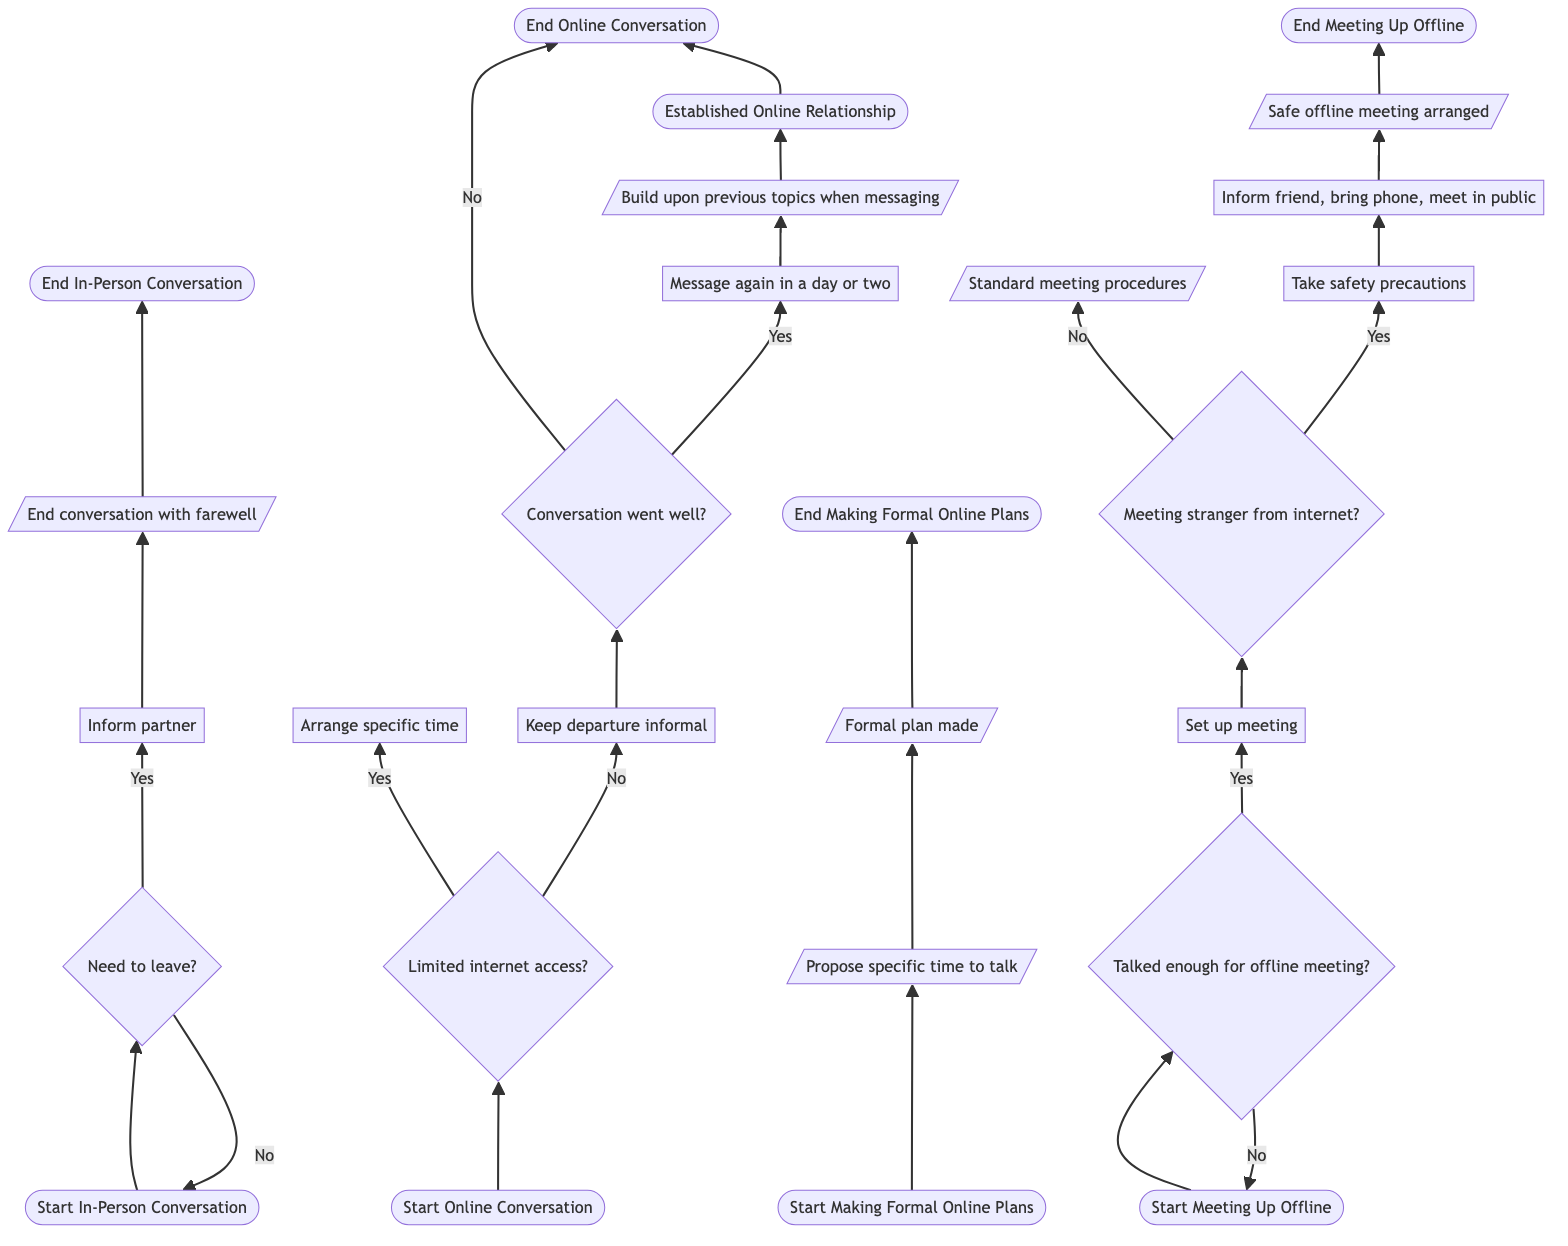 End Online Conversation
End Meeting Up Offline
Established Online Relationship
Safe offline meeting arranged
No
Build upon previous topics when messaging
Inform friend, bring phone, meet in public
End In-Person Conversation
Message again in a day or two
Standard meeting procedures
Take safety precautions
Yes
No
Yes
End conversation with farewell
Conversation went well?
End Making Formal Online Plans
Meeting stranger from internet?
Inform partner
Arrange specific time
Keep departure informal
Formal plan made
Set up meeting
Yes
Yes
No
Yes
Need to leave?
Limited internet access?
Propose specific time to talk
Talked enough for offline meeting?
No
No
Start In-Person Conversation
Start Online Conversation
Start Making Formal Online Plans
Start Meeting Up Offline